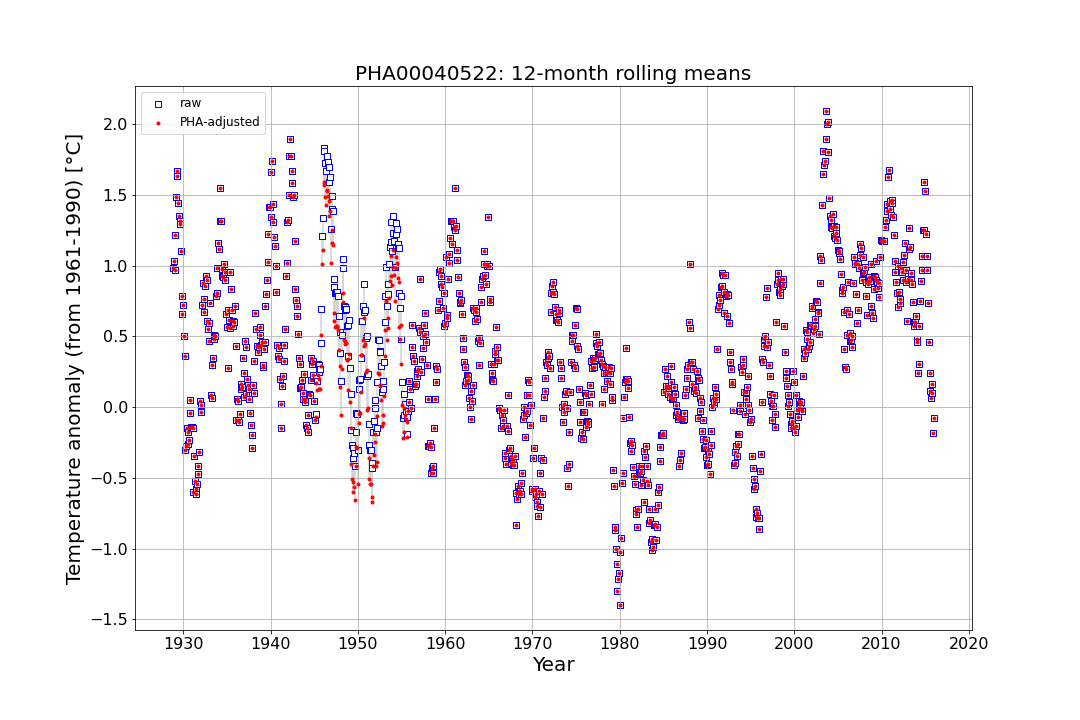 PHA00040522: 12-month rolling means
raw
PHA-adjusted
Temperature anomaly (from 1961-1990) [°C]
2.0
1.5
1.0
0.5
0.0
−0.5
−1.0
−1.5
1930 1940 1950 1960 1970 1980 1990 2000 2010 2020
Year